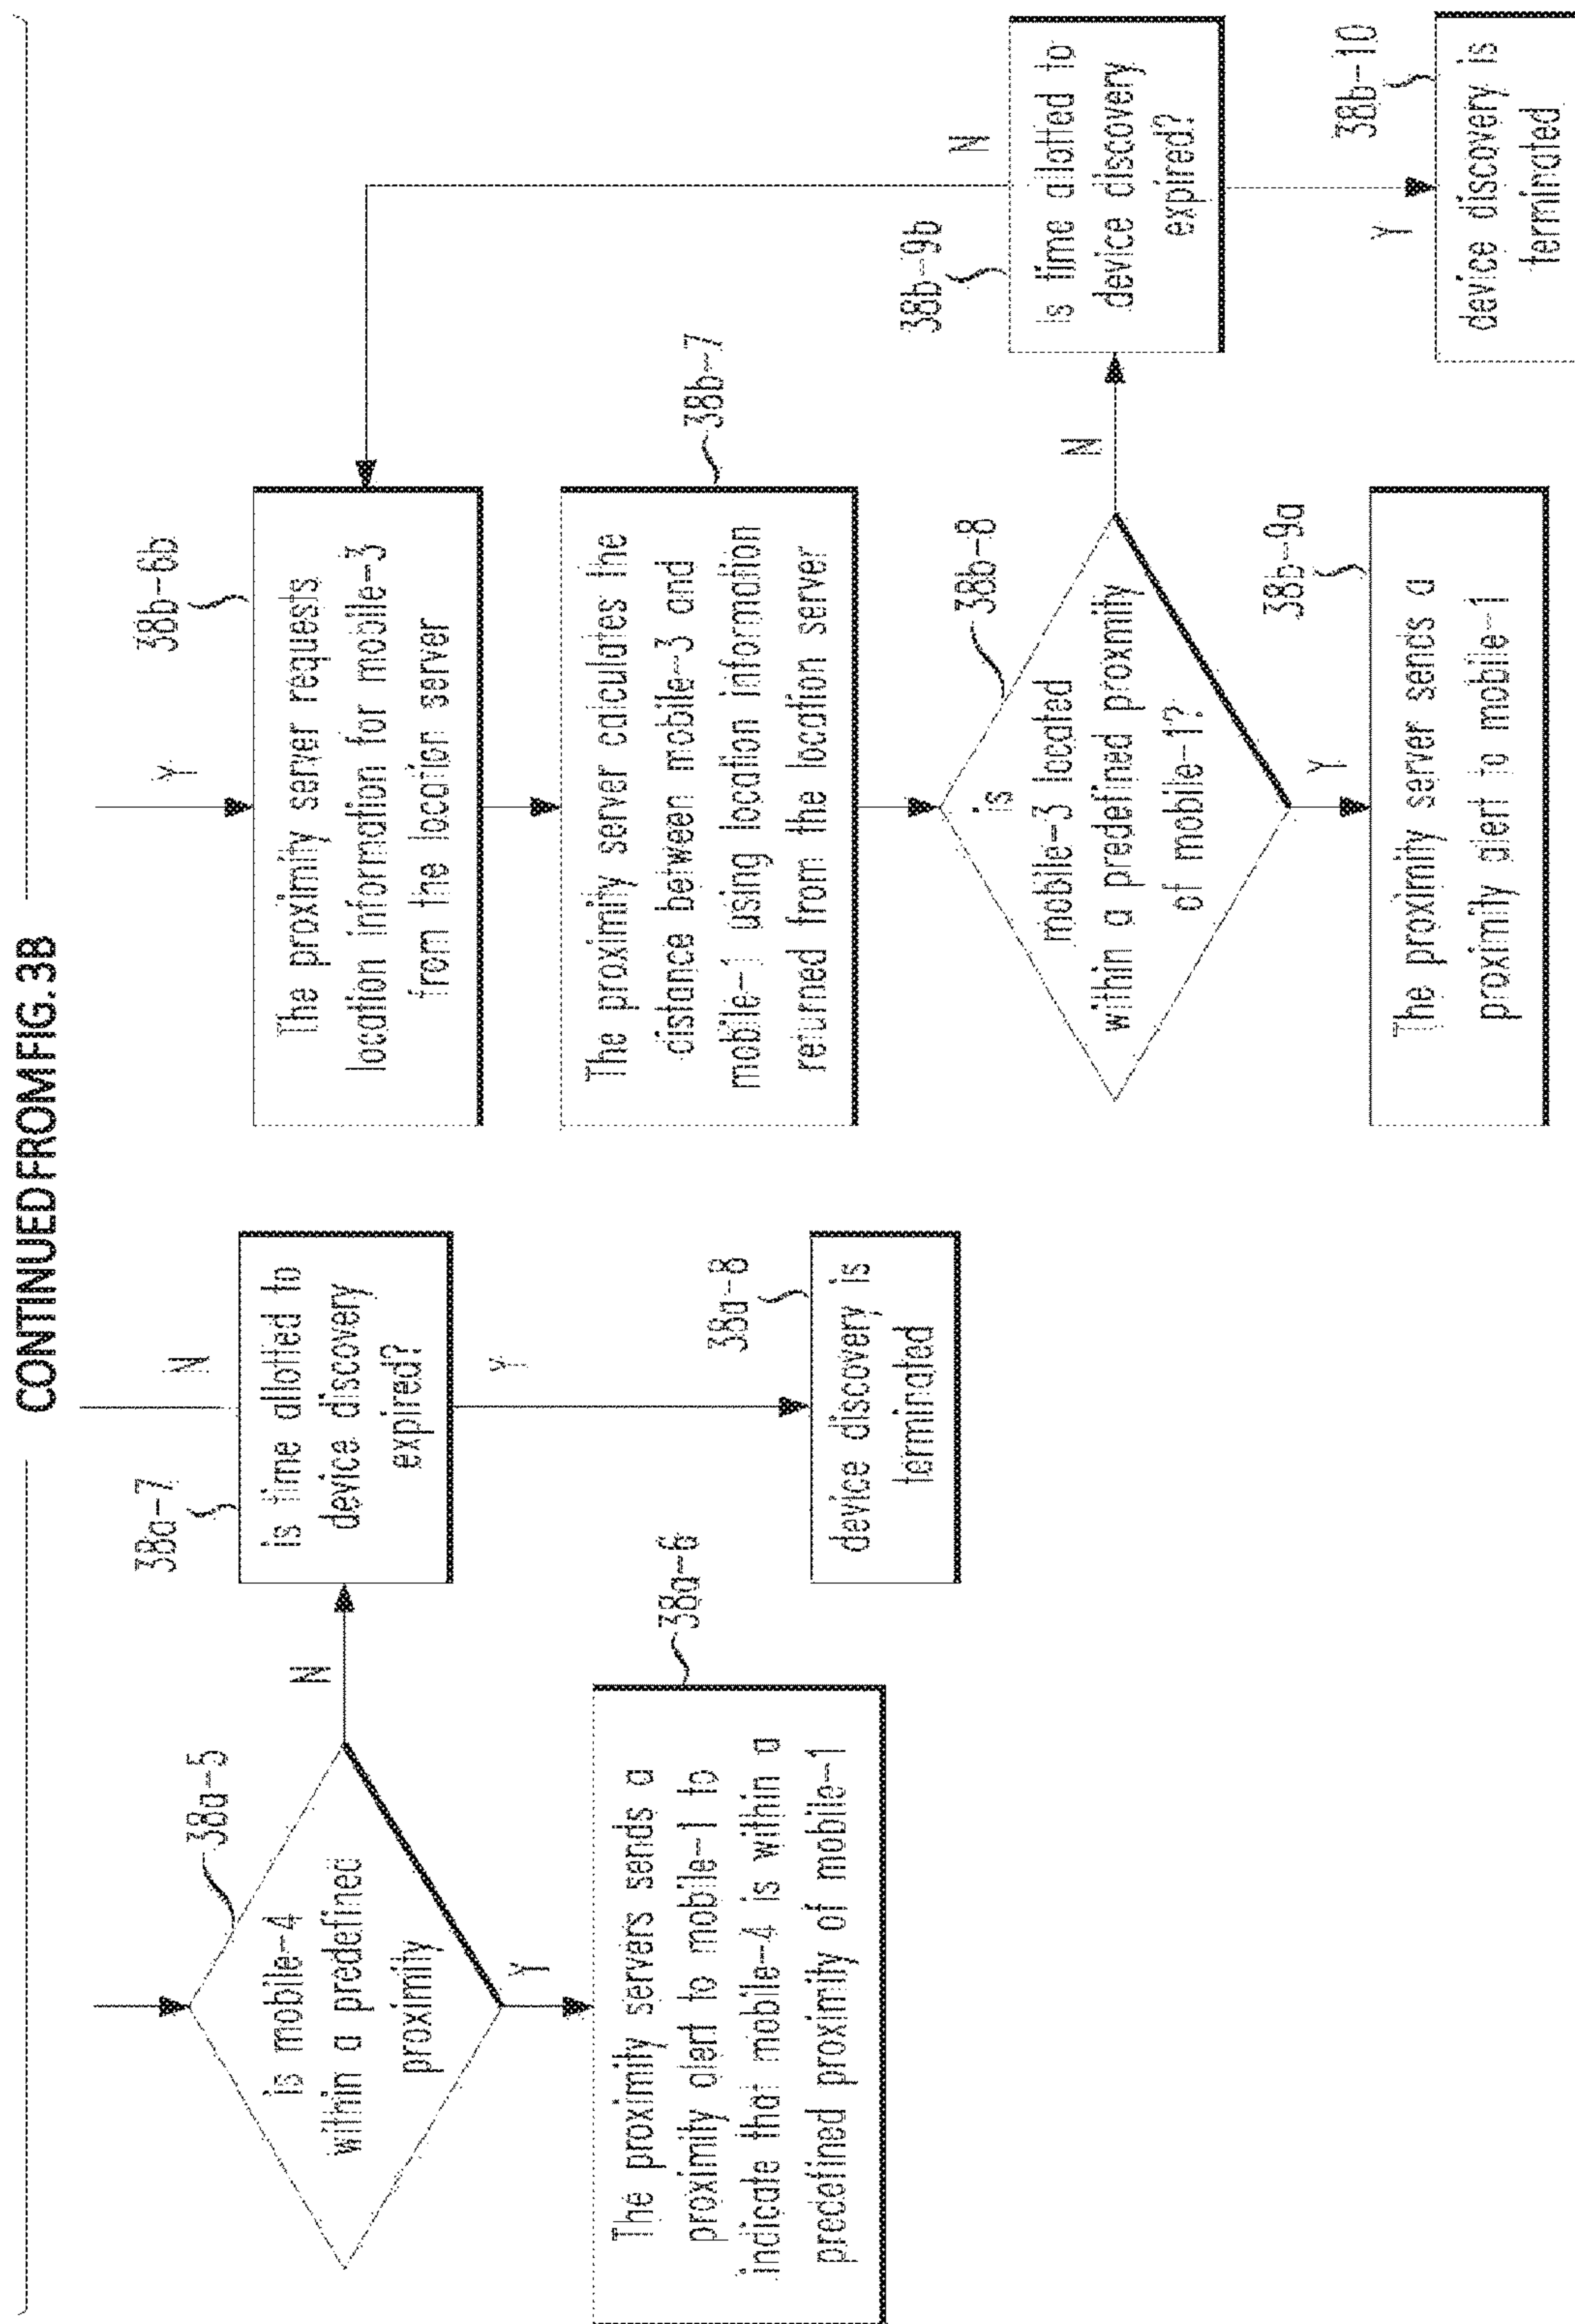 CONTINUED FROM FIG. 3B
38a-5
is mobile-4
within a predefined
proximity
N
Y
38a-6
The proximity servers sends a
proximity alert to mobile-1 to
indicate that mobile-4 is within a
predefined proximity of mobile-1
38a-7
N
is time allotted to
device discovery
expired?
Y
38a-8
device discovery is
terminated
Y
38b-6b
The proximity server requests
location information for mobile-3
from the location server
38b-7
The proximity server calculates the
distance between mobile-3 and
mobile-1 using location information
returned from the location server
38b-8
is
mobile-3 located
within a predefined proximity
of mobile-1?
N
Y
38b-9a
The proximity server sends a
proximity alert to mobile-1
38b-9b
N
is time allotted to
device discovery
expired?
Y
38b-10
device discovery is
terminated